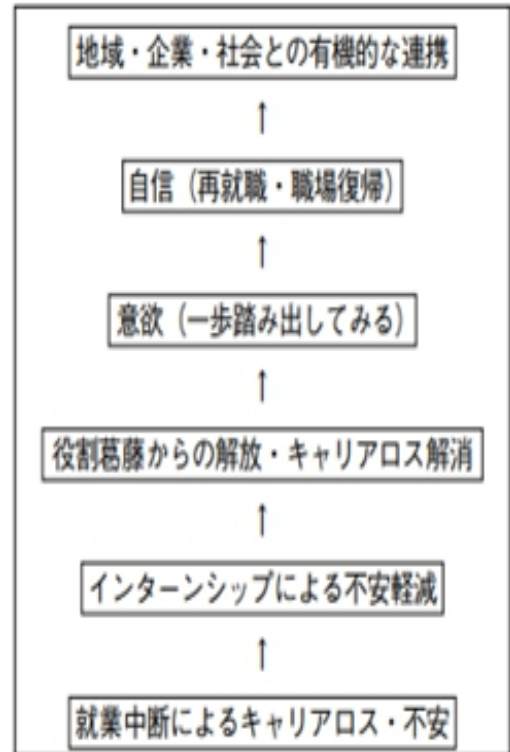 地域・企業・社会との有機的な連携
↑
自信（再就職・職場復帰）
↑
意欲（一歩踏み出してみる）
↑
役割葛藤からの解放・キャリアロス解消
↑
インターンシップによる不安軽減
↑
就業中断によるキャリアロス・不安